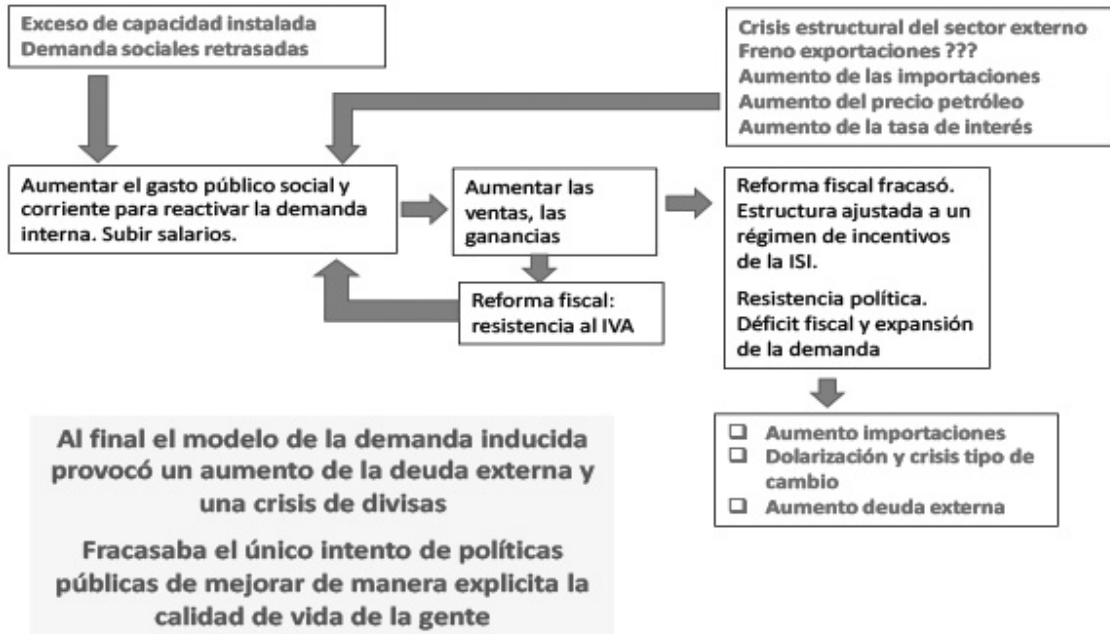 Exceso de capacidad instalada
Demanda sociales retrasadas
Crisis estructural del sector externo
Freno exportaciones ???
Aumento de las importaciones
Aumento del precio petróleo
Aumento de la tasa de interés
Aumentar el gasto público social y
corriente para reactivar la demanda
interna. Subir salarios.
Aumentar las
ventas, las
ganancias
Reforma fiscal fracasó.
Estructura ajustada a un
régimen de incentivos
de la ISI.
Resistencia política.
Déficit fiscal y expansión
de la demanda
Reforma fiscal:
resistencia al IVA
Aumento importaciones
Dolarización y crisis tipo de
cambio
Aumento deuda externa
Al final el modelo de la demanda inducida
provocó un aumento de la deuda externa y
una crisis de divisas
Fracasaba el único intento de políticas
públicas de mejorar de manera explicita la
calidad de vida de la gente